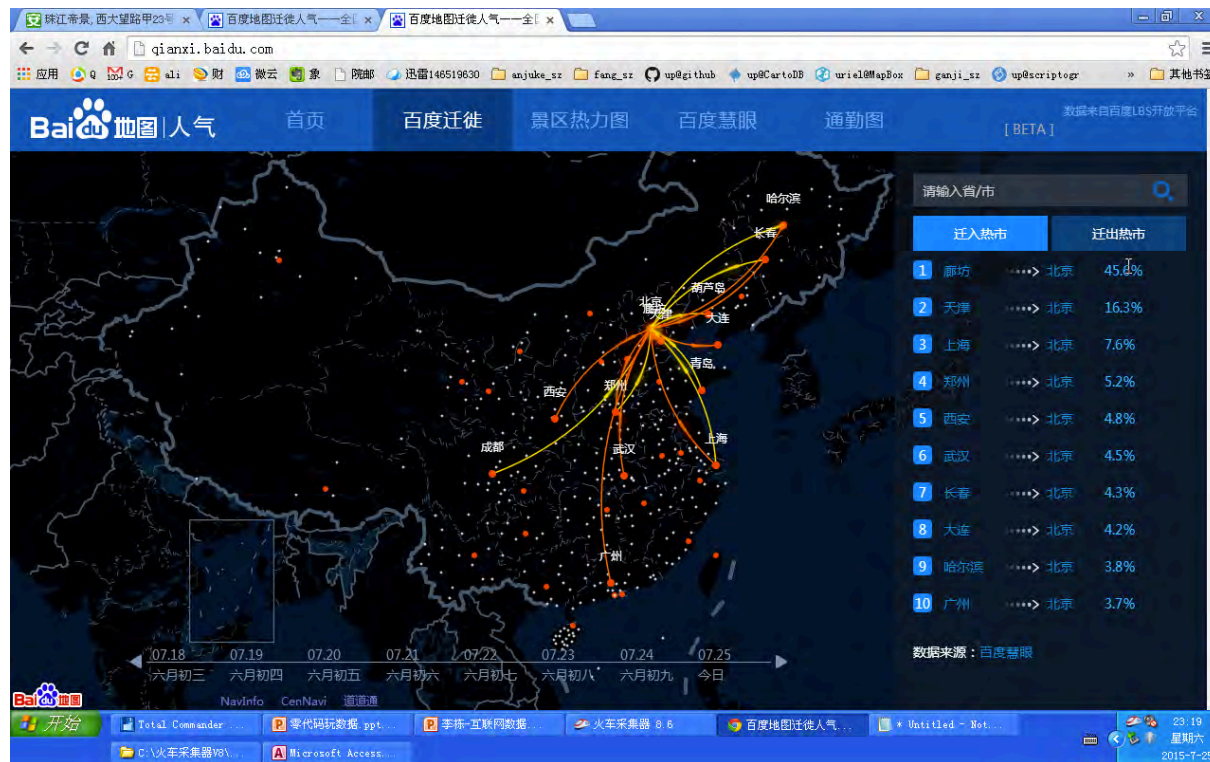 珠江帝景,西大望路甲23号
百度地图迁徙人气——全
百度地图迁徙人气——全
qianxi.baidu.com
应用 Q G ali 财 微云 象 院邮 迅雷146519630 anjuke_sz fang_sz up@github up@CartoDB uriel@MapBox ganji_sz up@scriptogr » 其他书签
Bai du 地图 | 人气
首页 百度迁徙 景区热力图 百度慧眼 通勤图
数据来自百度LBS开放平台
[ BETA ]
请输入省/市
迁入热市 迁出热市
1 廊坊 北京
2 天津 北京 16.3%
3 上海 北京 7.6%
4 郑州 北京 5.2%
5 西安 北京 4.8%
6 武汉 北京 4.5%
7 长春 北京 4.3%
8 大连 北京 4.2%
9 哈尔滨 北京 3.8%
10 广州 北京 3.7%
数据来源：百度慧眼
哈尔滨
长春
葫芦岛
北京
大连
青岛
西安
郑州
上海
成都
武汉
广州
07.18 07.19 07.20 07.21 07.22 07.23 07.24 07.25
六月初三 六月初四 六月初五 六月初六 六月初七 六月初八 六月初九 今日
Bai du 地图
NavInfo CenNavi 道道通
开始 Total Commander ... 零代码玩数据.ppt... 李栋-互联网数据... 火车采集器 8.6 百度地图迁徙人气... * Untitled - Not...
C:\火车采集器V8\... Microsoft Access...
23:19
星期六
2015-7-25